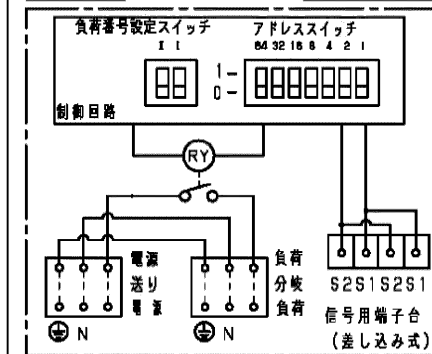 負荷番号設定スイッチ アドレススイッチ
I I 64 32 16 8 4 2 1
1
0
制御回路
RY
電源
送り
電源
負荷
分岐
負荷
N
N
S2 S1 S2 S1
信号用端子台
(差し込み式)